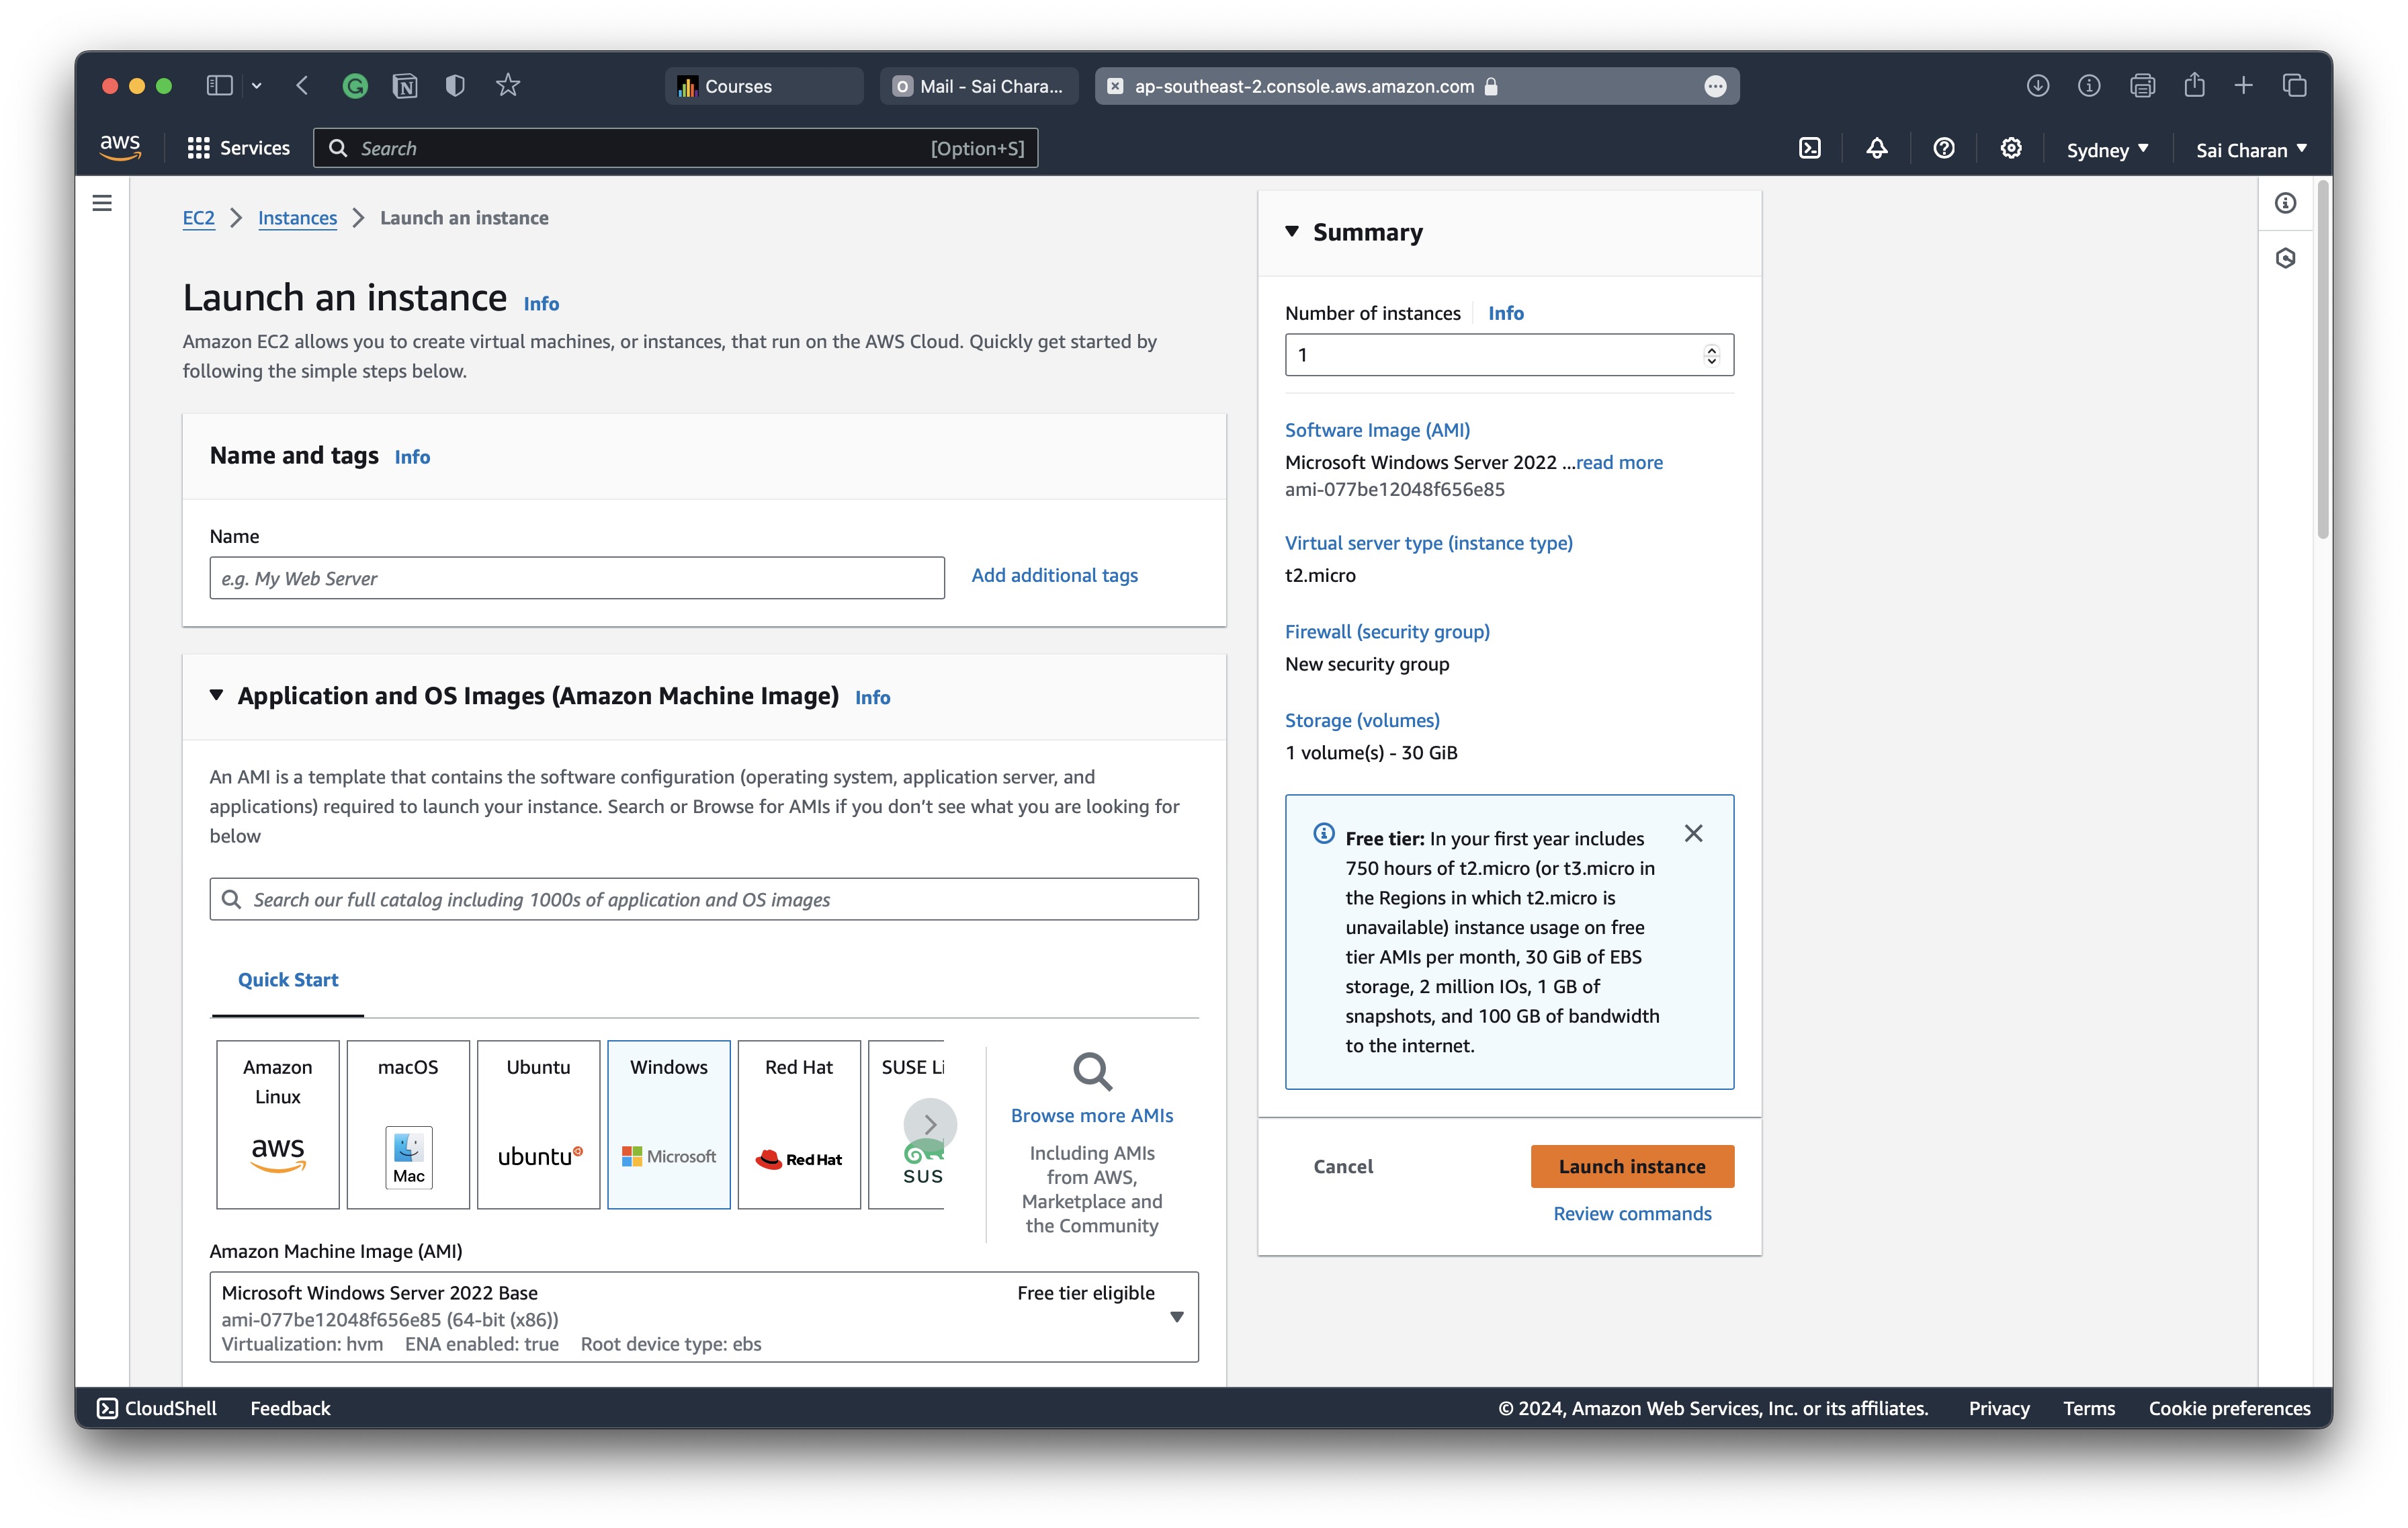 Courses
Mail - Sai Chara...
ap-southeast-2.console.aws.amazon.com
aws
Services
Search
[Option+S]
Sydney
Sai Charan
EC2
Instances
Launch an instance
Launch an instance Info
Amazon EC2 allows you to create virtual machines, or instances, that run on the AWS Cloud. Quickly get started by
following the simple steps below.
Name and tags Info
Name
e.g. My Web Server
Add additional tags
Application and OS Images (Amazon Machine Image) Info
An AMI is a template that contains the software configuration (operating system, application server, and
applications) required to launch your instance. Search or Browse for AMIs if you don’t see what you are looking for
below
Search our full catalog including 1000s of application and OS images
Quick Start
Amazon
Linux
aws
macOS
Mac
Ubuntu
ubuntu
Windows
Microsoft
Red Hat
Red Hat
SUSE Li
SUS
Browse more AMIs
Including AMIs
from AWS,
Marketplace and
the Community
Amazon Machine Image (AMI)
Microsoft Windows Server 2022 Base
Free tier eligible
ami-077be12048f656e85 (64-bit (x86))
Virtualization: hvm ENA enabled: true Root device type: ebs
Summary
Number of instances Info
1
Software Image (AMI)
Microsoft Windows Server 2022 ...read more
ami-077be12048f656e85
Virtual server type (instance type)
t2.micro
Firewall (security group)
New security group
Storage (volumes)
1 volume(s) - 30 GiB
Free tier: In your first year includes
750 hours of t2.micro (or t3.micro in
the Regions in which t2.micro is
unavailable) instance usage on free
tier AMIs per month, 30 GiB of EBS
storage, 2 million IOs, 1 GB of
snapshots, and 100 GB of bandwidth
to the internet.
Cancel
Launch instance
Review commands
CloudShell
Feedback
© 2024, Amazon Web Services, Inc. or its affiliates.
Privacy
Terms
Cookie preferences